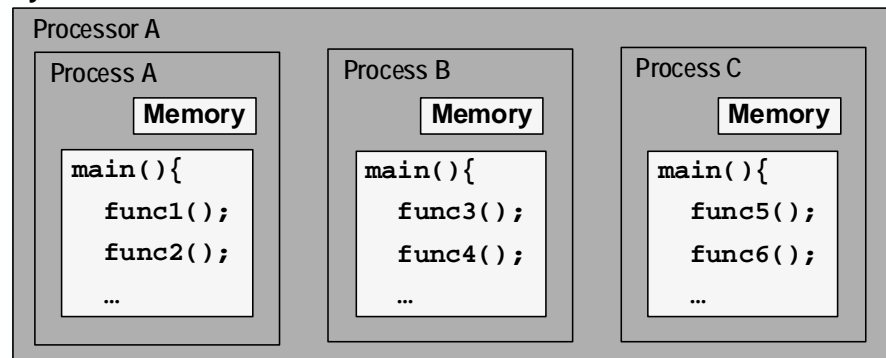 Processor A
Process A
Memory
main(){
func1();
func2();
…
Process B
Memory
main(){
func3();
func4();
…
Process C
Memory
main(){
func5();
func6();
…